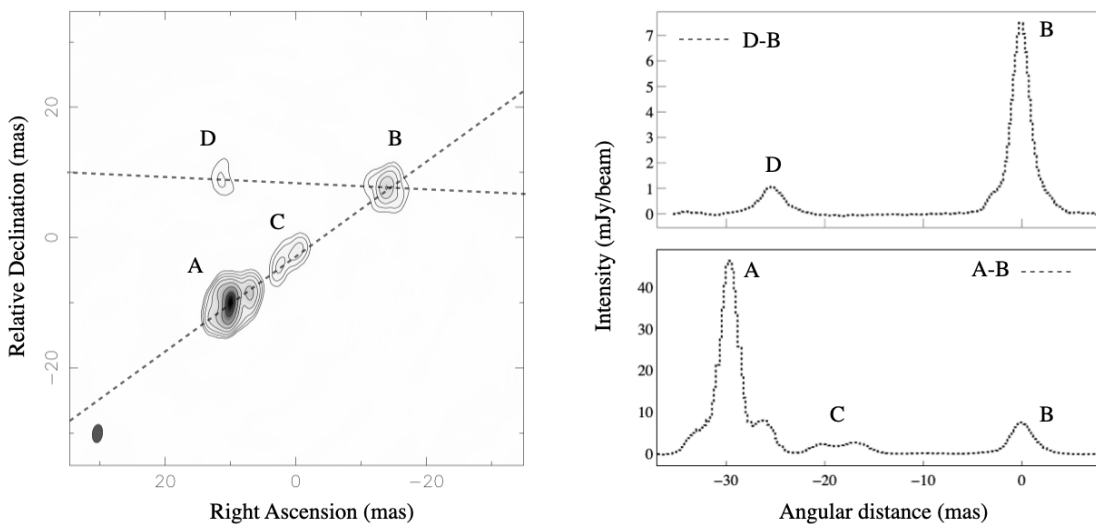 Relative Declination (mas)
20
0
−20
D
B
C
A
20
0
−20
Right Ascension (mas)
Intensity (mJy/beam)
7
6
5
4
3
2
1
0
D-B
B
D
40
30
20
10
0
A
A-B
C
B
−30
−20
−10
0
Angular distance (mas)